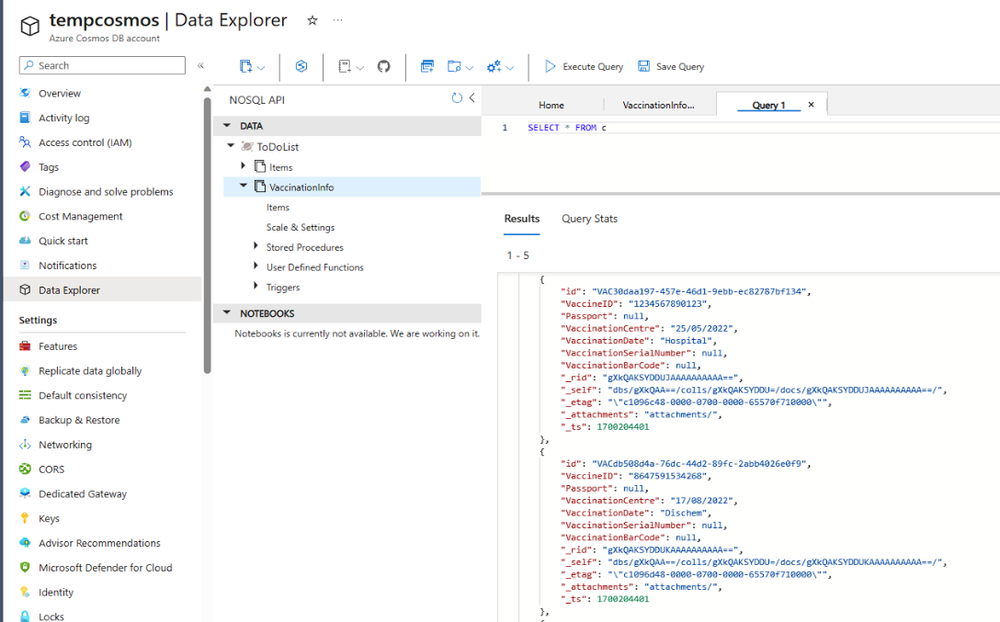 tempcosmos | Data Explorer ☆ ...
Azure Cosmos DB account
Search
«
Overview
Activity log
Access control (IAM)
Tags
Diagnose and solve problems
Cost Management
Quick start
Notifications
Data Explorer
Settings
Features
Replicate data globally
Default consistency
Backup & Restore
Networking
CORS
Dedicated Gateway
Keys
Advisor Recommendations
Microsoft Defender for Cloud
Identity
Locks
Execute Query
Save Query
NOSQL API
DATA
ToDoList
Items
VaccinationInfo
Items
Scale & Settings
Stored Procedures
User Defined Functions
Triggers
NOTEBOOKS
Notebooks is currently not available. We are working on it.
Home VaccinationInfo... Query 1 ×
1 SELECT * FROM c
Results Query Stats
1 - 5
{
"id": "VAC30daa197-457e-46d1-9ebb-ec82787bf134",
"VaccineID": "1234567890123",
"Passport": null,
"VaccinationCentre": "25/05/2022",
"VaccinationDate": "Hospital",
"VaccinationSerialNumber": null,
"VaccinationBarCode": null,
"_rid": "gXkQAKSYDDUJAAAAAAAAAA==",
"_self": "dbs/gXkQAA==/colls/gXkQAKSYDDU=/docs/gXkQAKSYDDUJAAAAAAAAAA==/",
"_etag": "\"c1096c48-0000-0700-0000-65570f710000\"",
"_attachments": "attachments/",
"_ts": 1700204401
},
{
"id": "VACdb508d4a-76dc-44d2-89fc-2abb4026e0f9",
"VaccineID": "8647591534268",
"Passport": null,
"VaccinationCentre": "17/08/2022",
"VaccinationDate": "Dischem",
"VaccinationSerialNumber": null,
"VaccinationBarCode": null,
"_rid": "gXkQAKSYDDUKAAAAAAAAAA==",
"_self": "dbs/gXkQAA==/colls/gXkQAKSYDDU=/docs/gXkQAKSYDDUKAAAAAAAAAA==/",
"_etag": "\"c1096d48-0000-0700-0000-65570f710000\"",
"_attachments": "attachments/",
"_ts": 1700204401
},